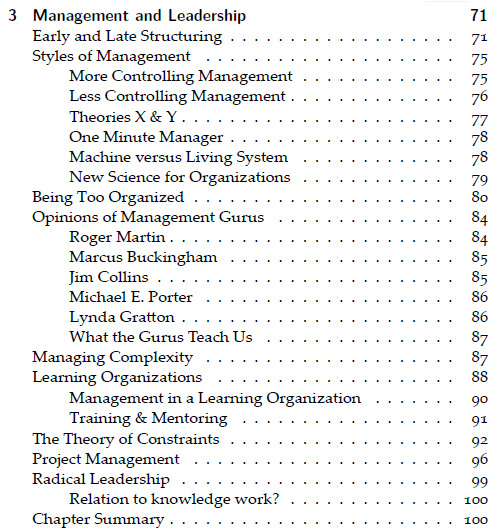 3 Management and Leadership 71
Early and Late Structuring . . . . . . . . . . . . . . . . . . . . 71
Styles of Management . . . . . . . . . . . . . . . . . . . . . . 75
More Controlling Management . . . . . . . . . . . . . 75
Less Controlling Management . . . . . . . . . . . . . . 76
Theories X & Y . . . . . . . . . . . . . . . . . . . . . . . 77
One Minute Manager . . . . . . . . . . . . . . . . . . . 78
Machine versus Living System . . . . . . . . . . . . . 78
New Science for Organizations . . . . . . . . . . . . . 79
Being Too Organized . . . . . . . . . . . . . . . . . . . . . . . 80
Opinions of Management Gurus . . . . . . . . . . . . . . . 84
Roger Martin . . . . . . . . . . . . . . . . . . . . . . . . 84
Marcus Buckingham . . . . . . . . . . . . . . . . . . . 85
Jim Collins . . . . . . . . . . . . . . . . . . . . . . . . . 85
Michael E. Porter . . . . . . . . . . . . . . . . . . . . . 86
Lynda Gratton . . . . . . . . . . . . . . . . . . . . . . . 86
What the Gurus Teach Us . . . . . . . . . . . . . . . . 87
Managing Complexity . . . . . . . . . . . . . . . . . . . . . . 87
Learning Organizations . . . . . . . . . . . . . . . . . . . . . 88
Management in a Learning Organization . . . . . . . 90
Training & Mentoring . . . . . . . . . . . . . . . . . . 91
The Theory of Constraints . . . . . . . . . . . . . . . . . . . 92
Project Management . . . . . . . . . . . . . . . . . . . . . . . 96
Radical Leadership . . . . . . . . . . . . . . . . . . . . . . . . 99
Relation to knowledge work? . . . . . . . . . . . . . . 100
Chapter Summary . . . . . . . . . . . . . . . . . . . . . . . . . 100